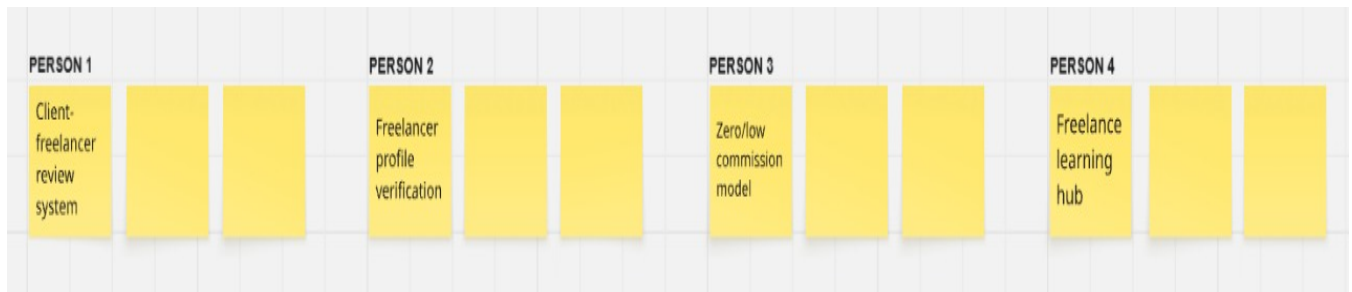 PERSON 1
Client-
freelancer
review
system
PERSON 2
Freelancer
profile
verification
PERSON 3
Zero/low
commission
model
PERSON 4
Freelance
learning
hub